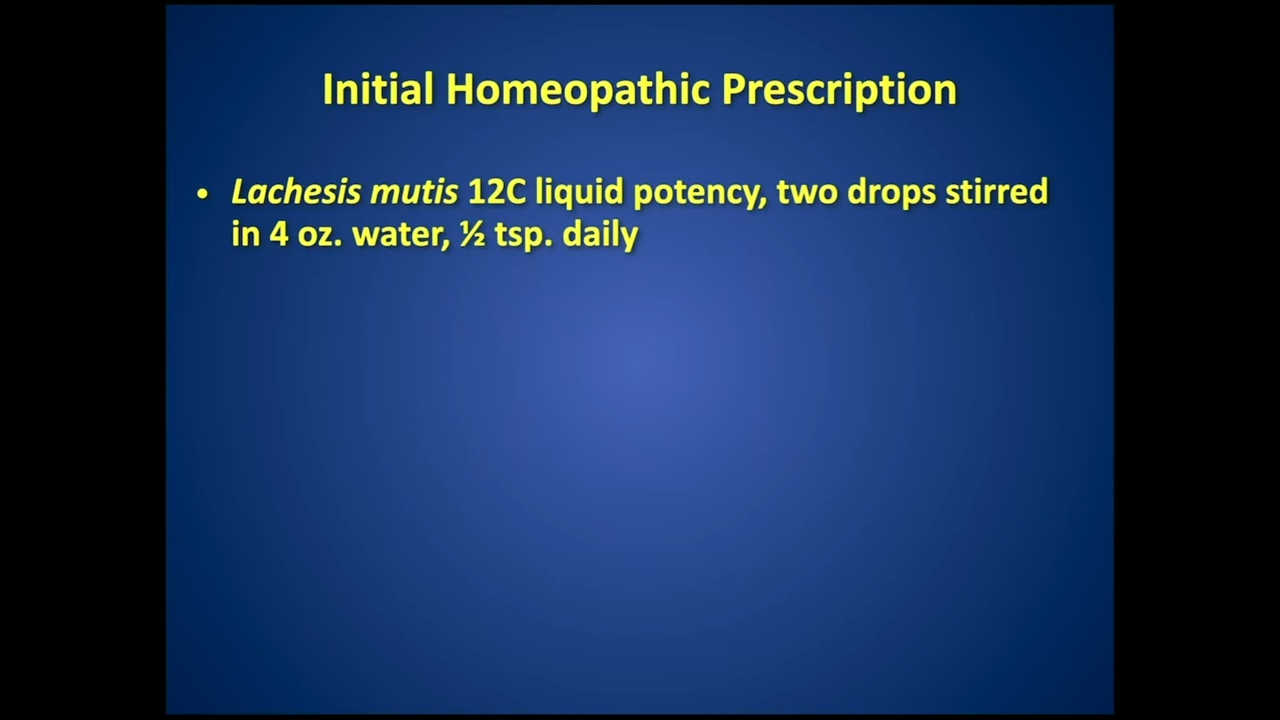 Initial Homeopathic Prescription
• Lachesis mutis 12C liquid potency, two drops stirred
in 4 oz. water, ½ tsp. daily